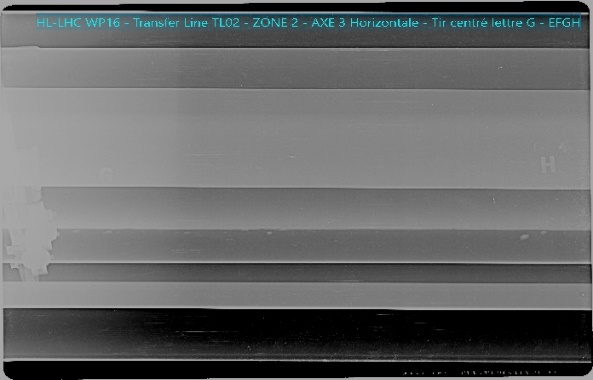 HL-LHC WP16 - Transfer Line TL02 - ZONE 2 - AXE 3 Horizontale - Tir centré lettre G - EFGH
H